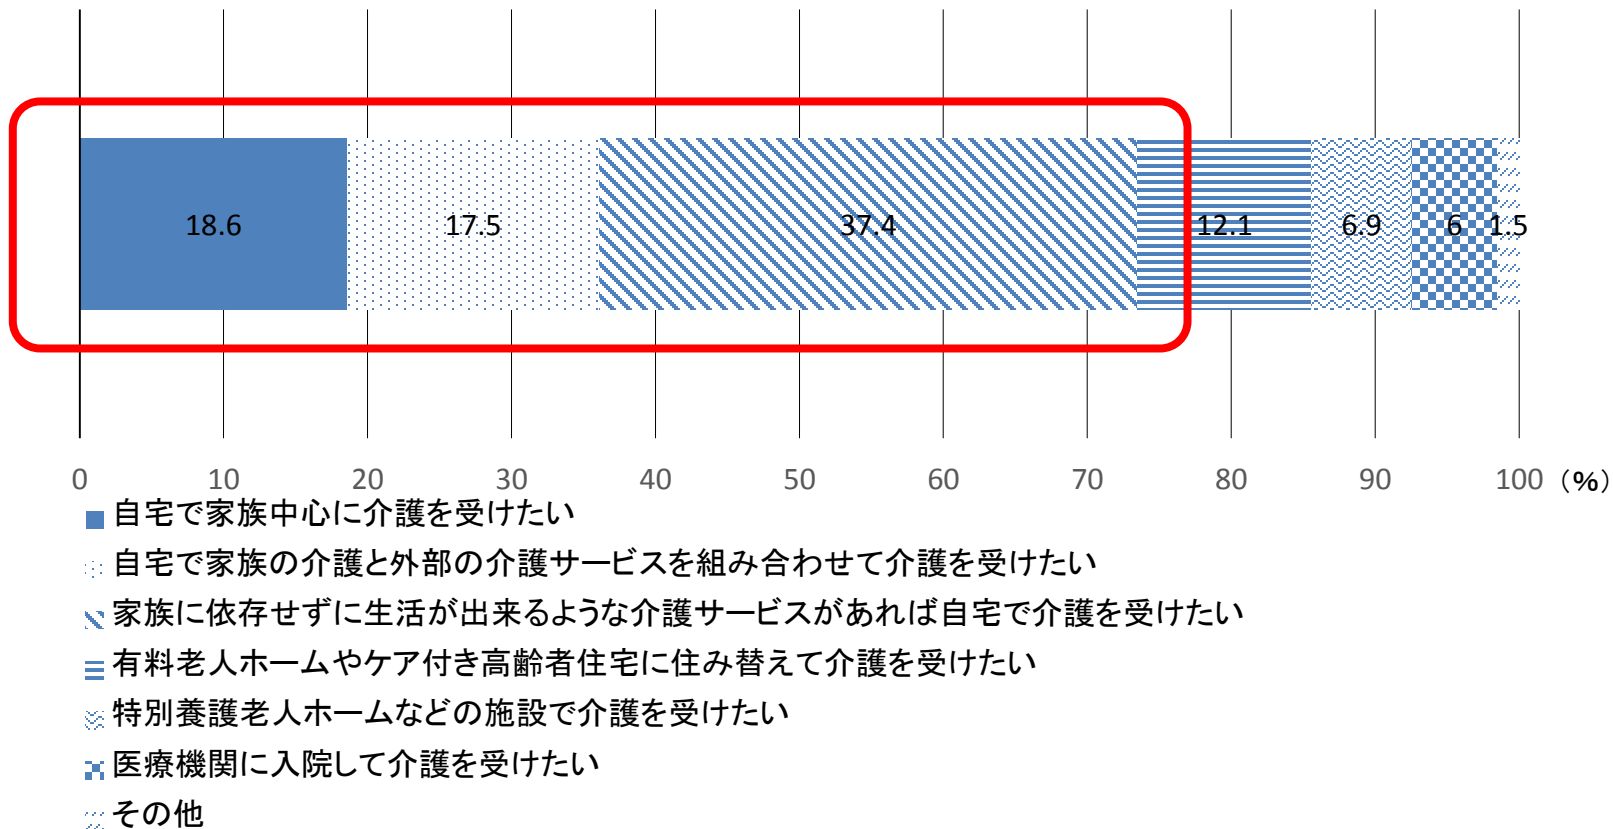 18.6 17.5 37.4 12.1 6.9 6 1.5
0 10 20 30 40 50 60 70 80 90 100 (%)
自宅で家族中心に介護を受けたい
自宅で家族の介護と外部の介護サービスを組み合わせて介護を受けたい
家族に依存せずに生活が出来るような介護サービスがあれば自宅で介護を受けたい
有料老人ホームやケア付き高齢者住宅に住み替えて介護を受けたい
特別養護老人ホームなどの施設で介護を受けたい
医療機関に入院して介護を受けたい
その他